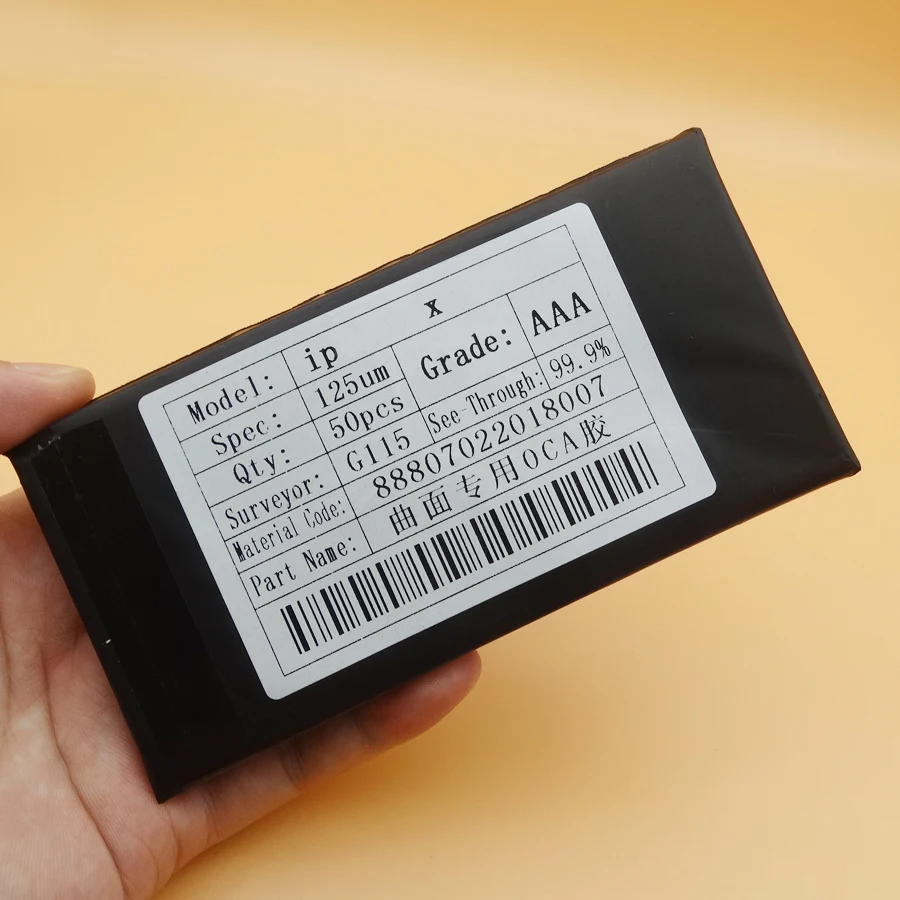 Model: ip x
Spec: 125um Grade: AAA
Qty: 50pcs
Surveyor: G115 See-Through: 99.9%
Material Code: 88807022018007
Part Name: 曲面专用OCA胶